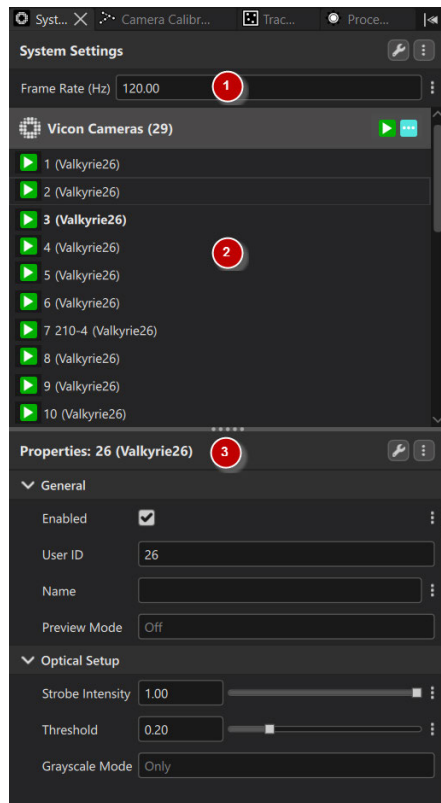 Syst... Camera Calibr... Trac... Proce...
System Settings
Frame Rate (Hz) 120.00 1
Vicon Cameras (29)
1 (Valkyrie26)
2 (Valkyrie26)
3 (Valkyrie26)
4 (Valkyrie26) 2
5 (Valkyrie26)
6 (Valkyrie26)
7 210-4 (Valkyrie26)
8 (Valkyrie26)
9 (Valkyrie26)
10 (Valkyrie26)
Properties: 26 (Valkyrie26) 3
General
Enabled
User ID 26
Name
Preview Mode Off
Optical Setup
Strobe Intensity 1.00
Threshold 0.20
Grayscale Mode Only